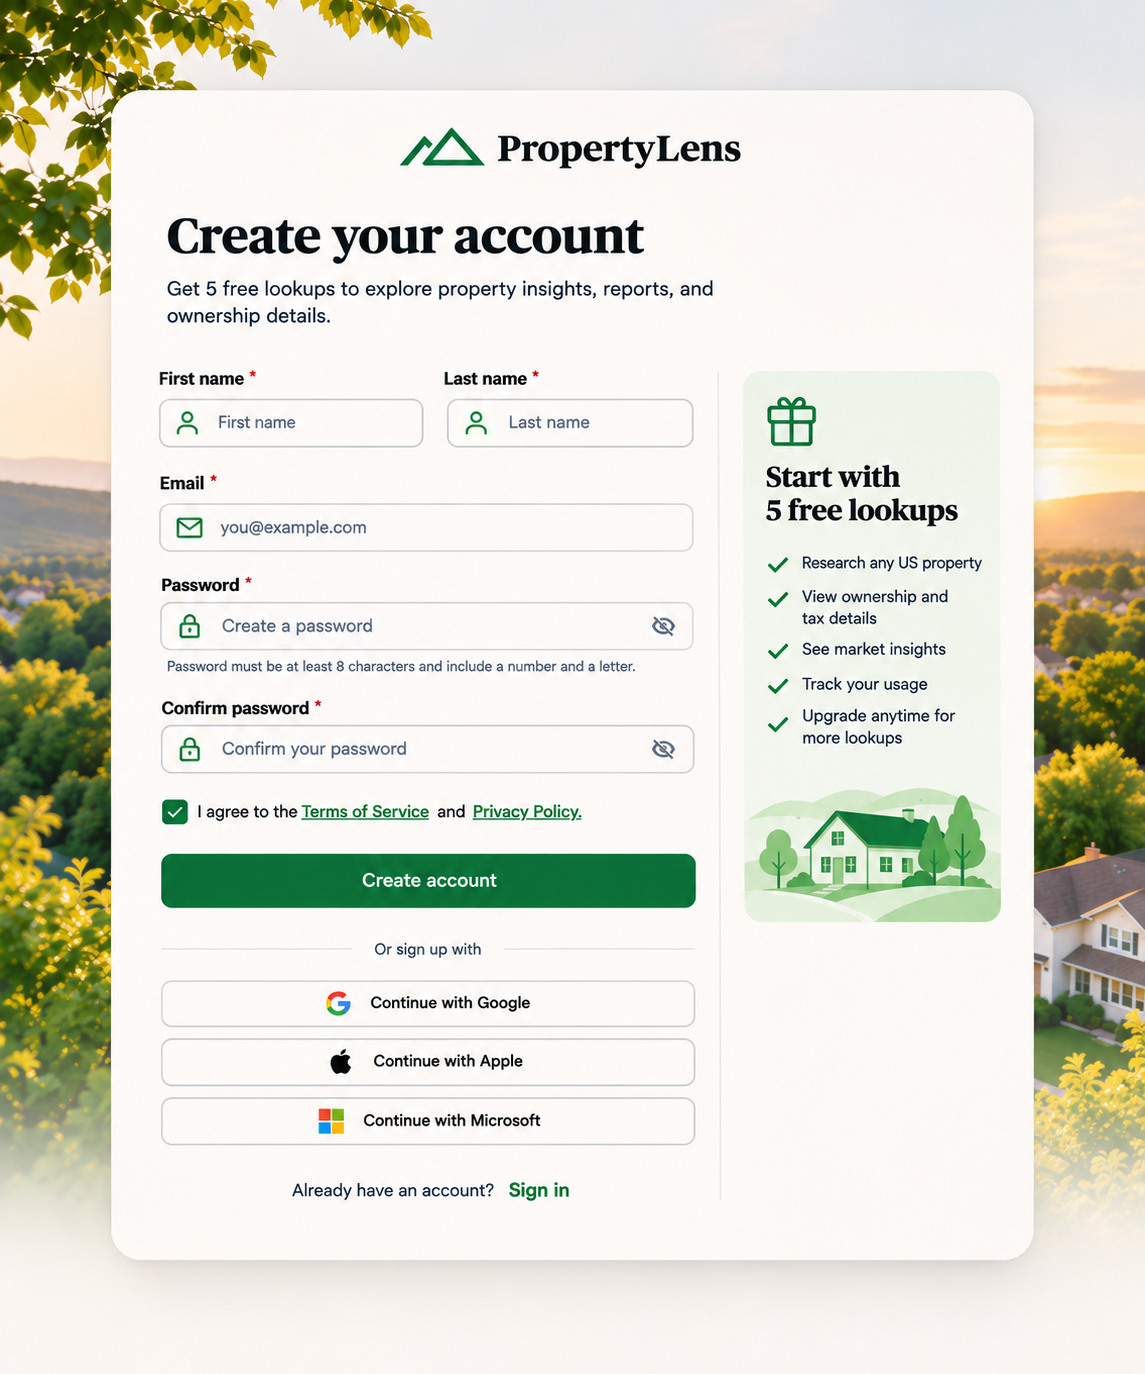 PropertyLens
Create your account
Get 5 free lookups to explore property insights, reports, and
ownership details.
First name *
Last name *
First name
Last name
Email *
you@example.com
Password *
Create a password
Password must be at least 8 characters and include a number and a letter.
Confirm password *
Confirm your password
I agree to the Terms of Service and Privacy Policy.
Create account
Or sign up with
Continue with Google
Continue with Apple
Continue with Microsoft
Already have an account? Sign in
Start with
5 free lookups
Research any US property
View ownership and
tax details
See market insights
Track your usage
Upgrade anytime for
more lookups